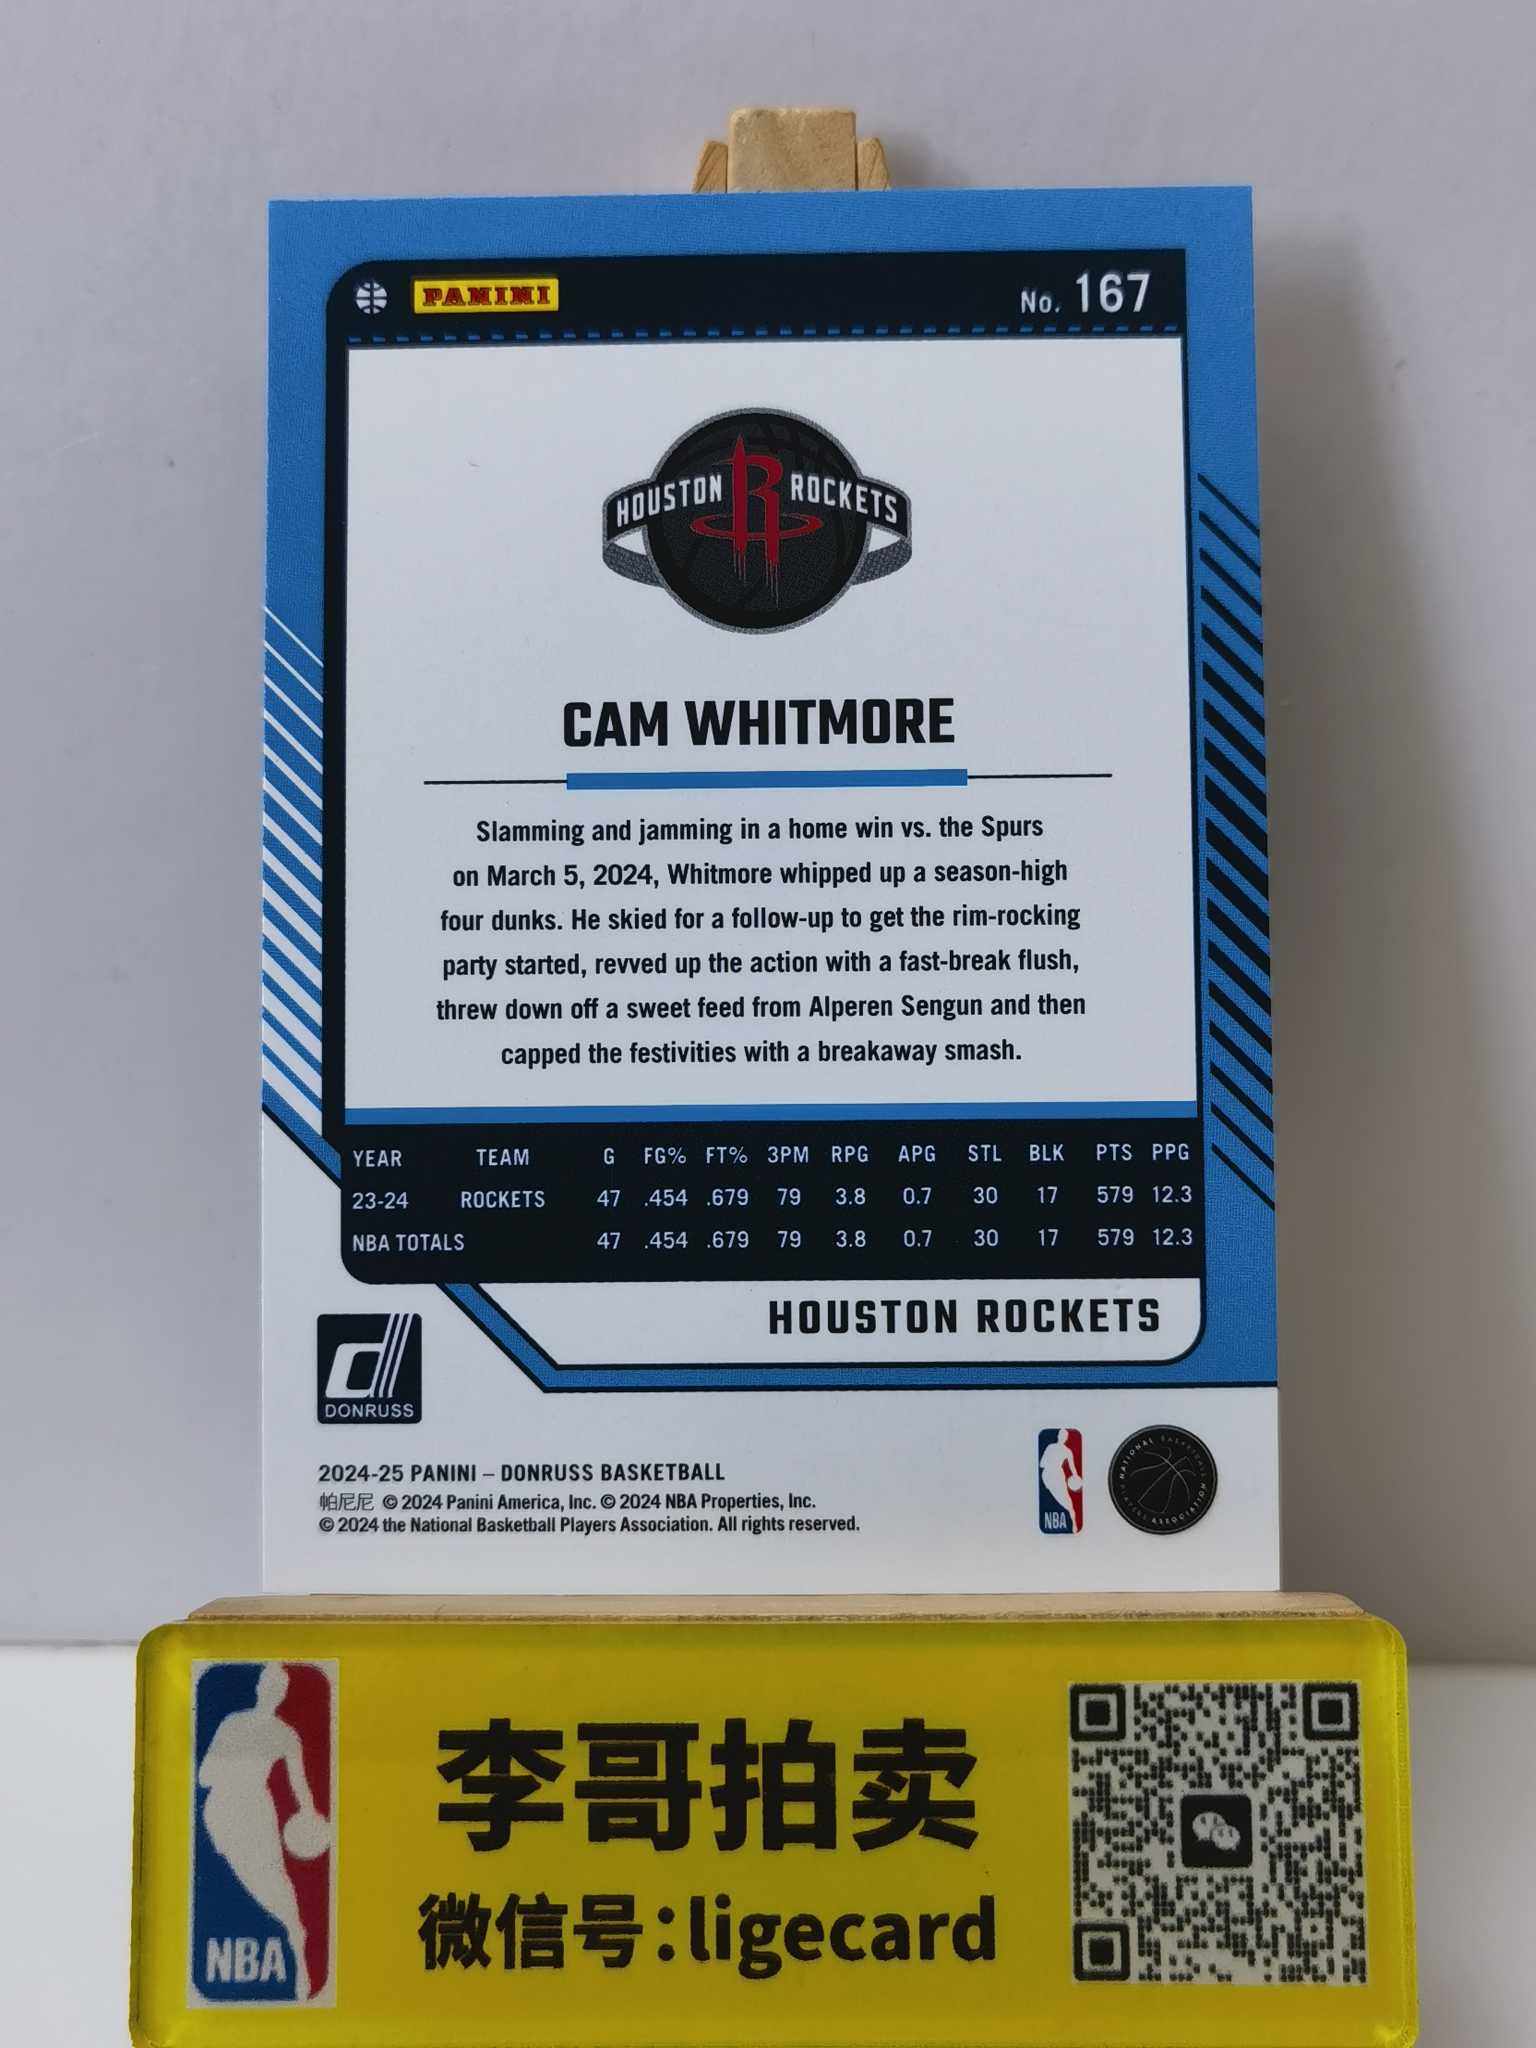 PANINI
No. 167
HOUSTON ROCKETS
CAM WHITMORE
Slamming and jamming in a home win vs. the Spurs
on March 5, 2024, Whitmore whipped up a season-high
four dunks. He skied for a follow-up to get the rim-rocking
party started, revved up the action with a fast-break flush,
threw down off a sweet feed from Alperen Sengun and then
capped the festivities with a breakaway smash.
YEAR TEAM G FG% FT% 3PM RPG APG STL BLK PTS PPG
23-24 ROCKETS 47 .454 .679 79 3.8 0.7 30 17 579 12.3
NBA TOTALS 47 .454 .679 79 3.8 0.7 30 17 579 12.3
HOUSTON ROCKETS
DONRUSS
2024-25 PANINI – DONRUSS BASKETBALL
帕尼尼 © 2024 Panini America, Inc. © 2024 NBA Properties, Inc.
© 2024 the National Basketball Players Association. All rights reserved.
NBA
NATIONAL BASKETBALL PLAYERS ASSOCIATION
NBA
李哥拍卖
微信号:ligecard